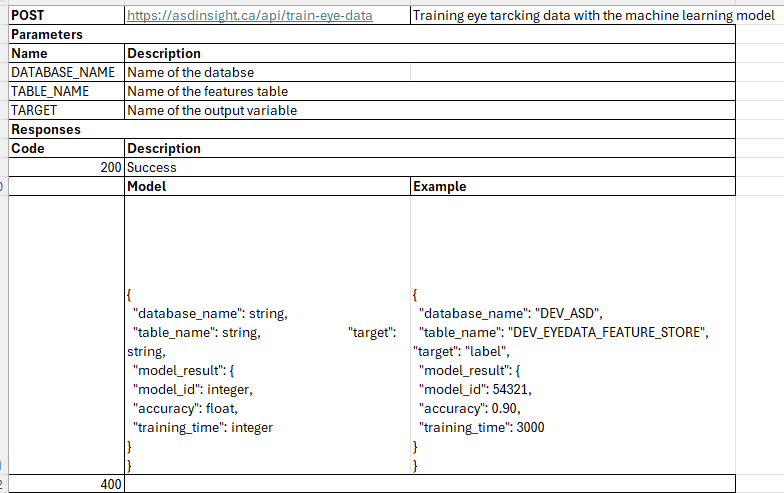 POST https://asdinsight.ca/api/train-eye-data Training eye tarcking data with the machine learning model
Parameters
Name Description
DATABASE_NAME Name of the databse
TABLE_NAME Name of the features table
TARGET Name of the output variable
Responses
Code Description
200 Success
Model Example
{ {
"database_name": string, "database_name": "DEV_ASD",
"table_name": string, "target": "table_name": "DEV_EYEDATA_FEATURE_STORE",
string, "target": "label",
"model_result": { "model_result": {
"model_id": integer, "model_id": 54321,
"accuracy": float, "accuracy": 0.90,
"training_time": integer "training_time": 3000
} }
} }
400